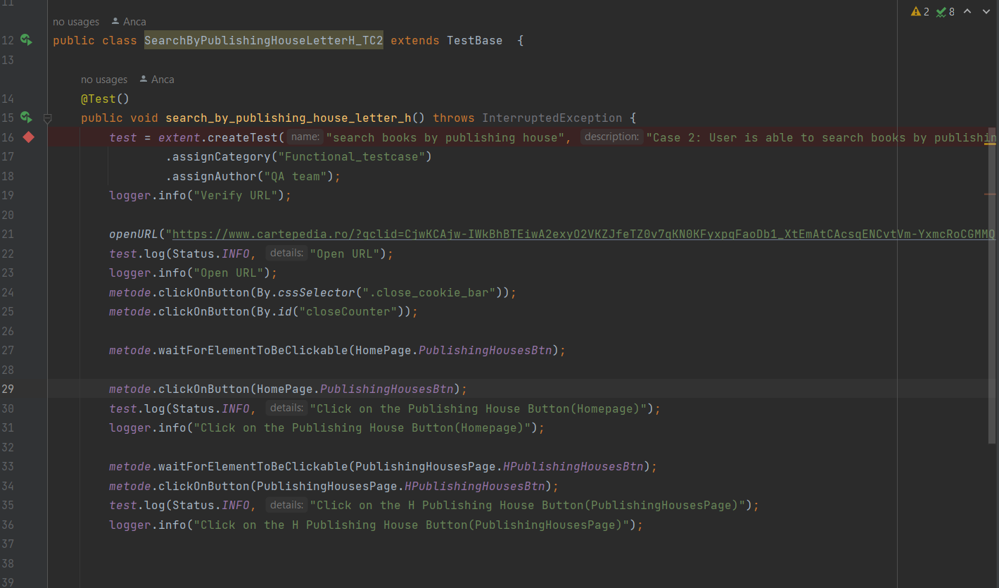 11
2 8
no usages Anca
12 public class SearchByPublishingHouseLetterH_TC2 extends TestBase {
13
no usages Anca
14 @Test()
15 public void search_by_publishing_house_letter_h() throws InterruptedException {
16 test = extent.createTest( name: "search books by publishing house", description: "Case 2: User is able to search books by publishin
17 .assignCategory("Functional_testcase")
18 .assignAuthor("QA team");
19 logger.info("Verify URL");
20
21 openURL("https://www.cartepedia.ro/?gclid=CjwKCAjw-IWkBhBTEiwA2exyO2VKZJfeTZ0v7qKN0KFyxpqFaoDb1_XtEmAtCAcsqENCvtVm-YxmcRoCGMMQ
22 test.log(Status.INFO, details: "Open URL");
23 logger.info("Open URL");
24 metode.clickOnButton(By.cssSelector(".close_cookie_bar"));
25 metode.clickOnButton(By.id("closeCounter"));
26
27 metode.waitForElementToBeClickable(HomePage.PublishingHousesBtn);
28
29 metode.clickOnButton(HomePage.PublishingHousesBtn);
30 test.log(Status.INFO, details: "Click on the Publishing House Button(Homepage)");
31 logger.info("Click on the Publishing House Button(Homepage)");
32
33 metode.waitForElementToBeClickable(PublishingHousesPage.HPublishingHousesBtn);
34 metode.clickOnButton(PublishingHousesPage.HPublishingHousesBtn);
35 test.log(Status.INFO, details: "Click on the H Publishing House Button(PublishingHousesPage)");
36 logger.info("Click on the H Publishing House Button(PublishingHousesPage)");
37
38
39